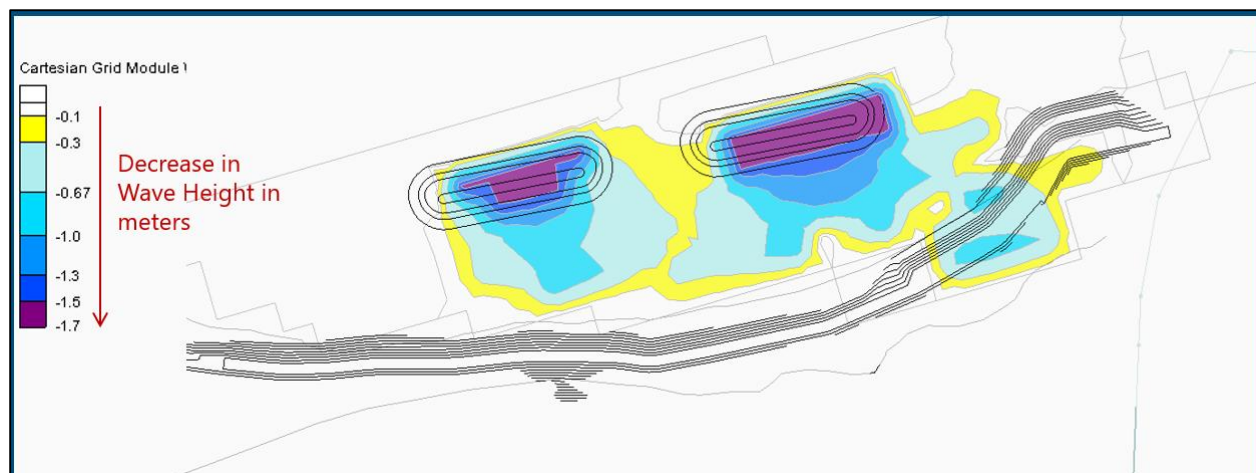 Cartesian Grid Module
-0.1
-0.3
-0.67
-1.0
-1.3
-1.5
-1.7
Decrease in
Wave Height in
meters